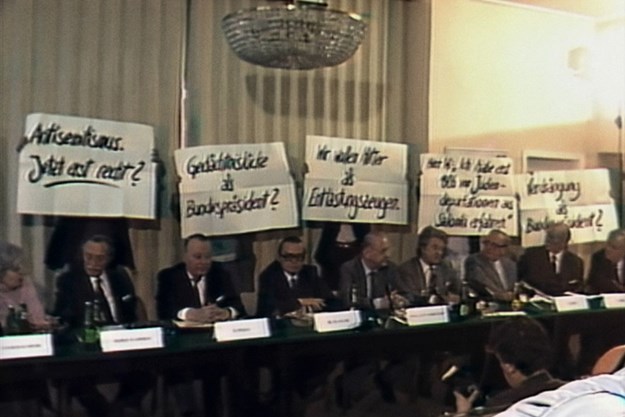 Antisemitismus.
Jetzt erst recht?
Gedächtnislücke
als
Bundespräsident?
Wir wollen Hitler
als
Entlastungszeugen.
Herr W.: Ich habe erst
1986 von Juden-
deportationen aus
Saloniki erfahren"
Verdrängung
als
Bundespräsident?